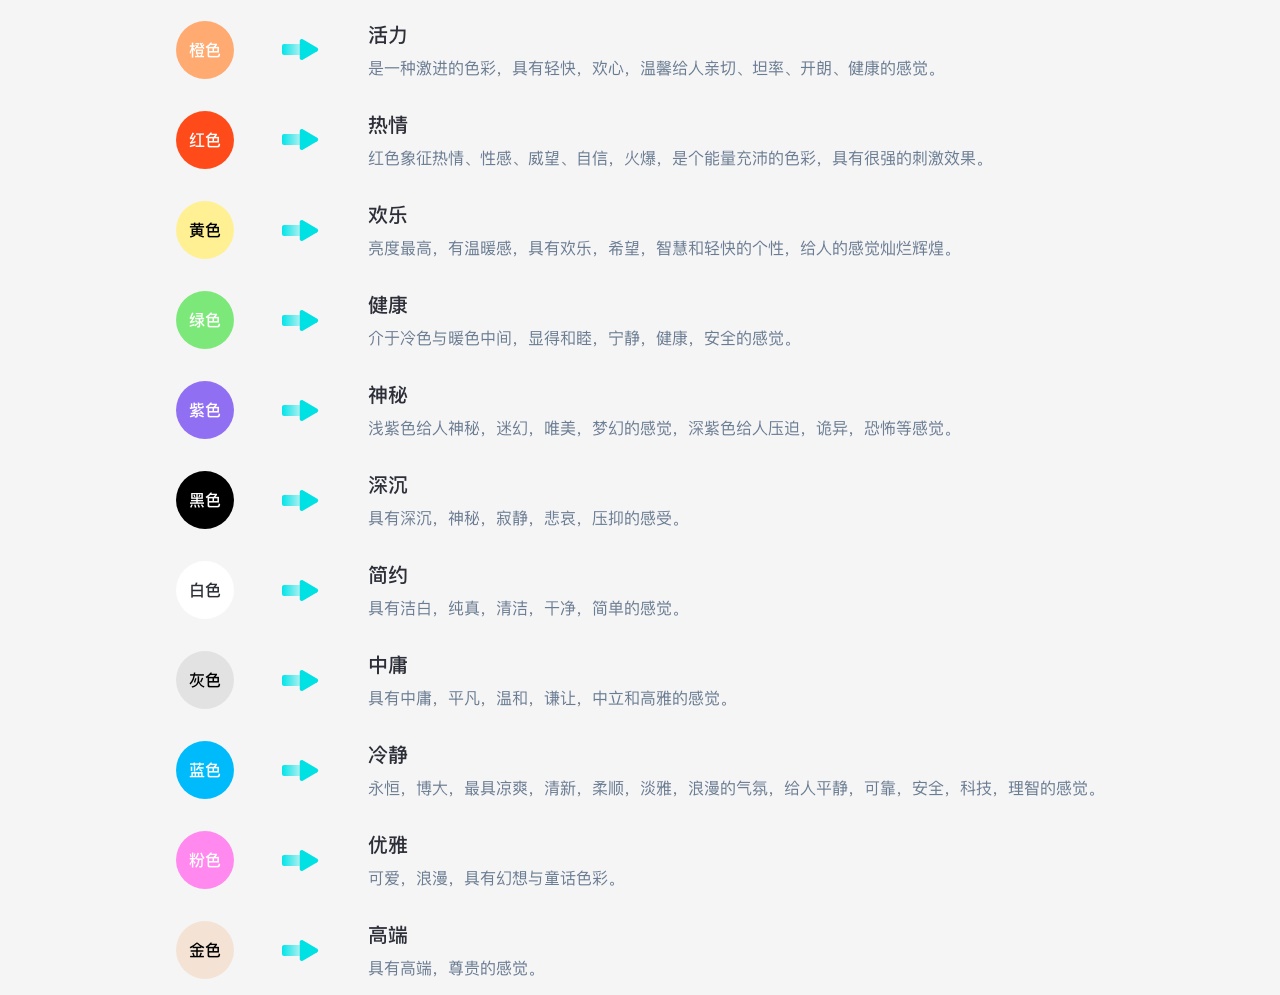 橙色
活力
是一种激进的色彩，具有轻快，欢心，温馨给人亲切、坦率、开朗、健康的感觉。
红色
热情
红色象征热情、性感、威望、自信，火爆，是个能量充沛的色彩，具有很强的刺激效果。
黄色
欢乐
亮度最高，有温暖感，具有欢乐，希望，智慧和轻快的个性，给人的感觉灿烂辉煌。
绿色
健康
介于冷色与暖色中间，显得和睦，宁静，健康，安全的感觉。
紫色
神秘
浅紫色给人神秘，迷幻，唯美，梦幻的感觉，深紫色给人压迫，诡异，恐怖等感觉。
黑色
深沉
具有深沉，神秘，寂静，悲哀，压抑的感受。
白色
简约
具有洁白，纯真，清洁，干净，简单的感觉。
灰色
中庸
具有中庸，平凡，温和，谦让，中立和高雅的感觉。
蓝色
冷静
永恒，博大，最具凉爽，清新，柔顺，淡雅，浪漫的气氛，给人平静，可靠，安全，科技，理智的感觉。
粉色
优雅
可爱，浪漫，具有幻想与童话色彩。
金色
高端
具有高端，尊贵的感觉。